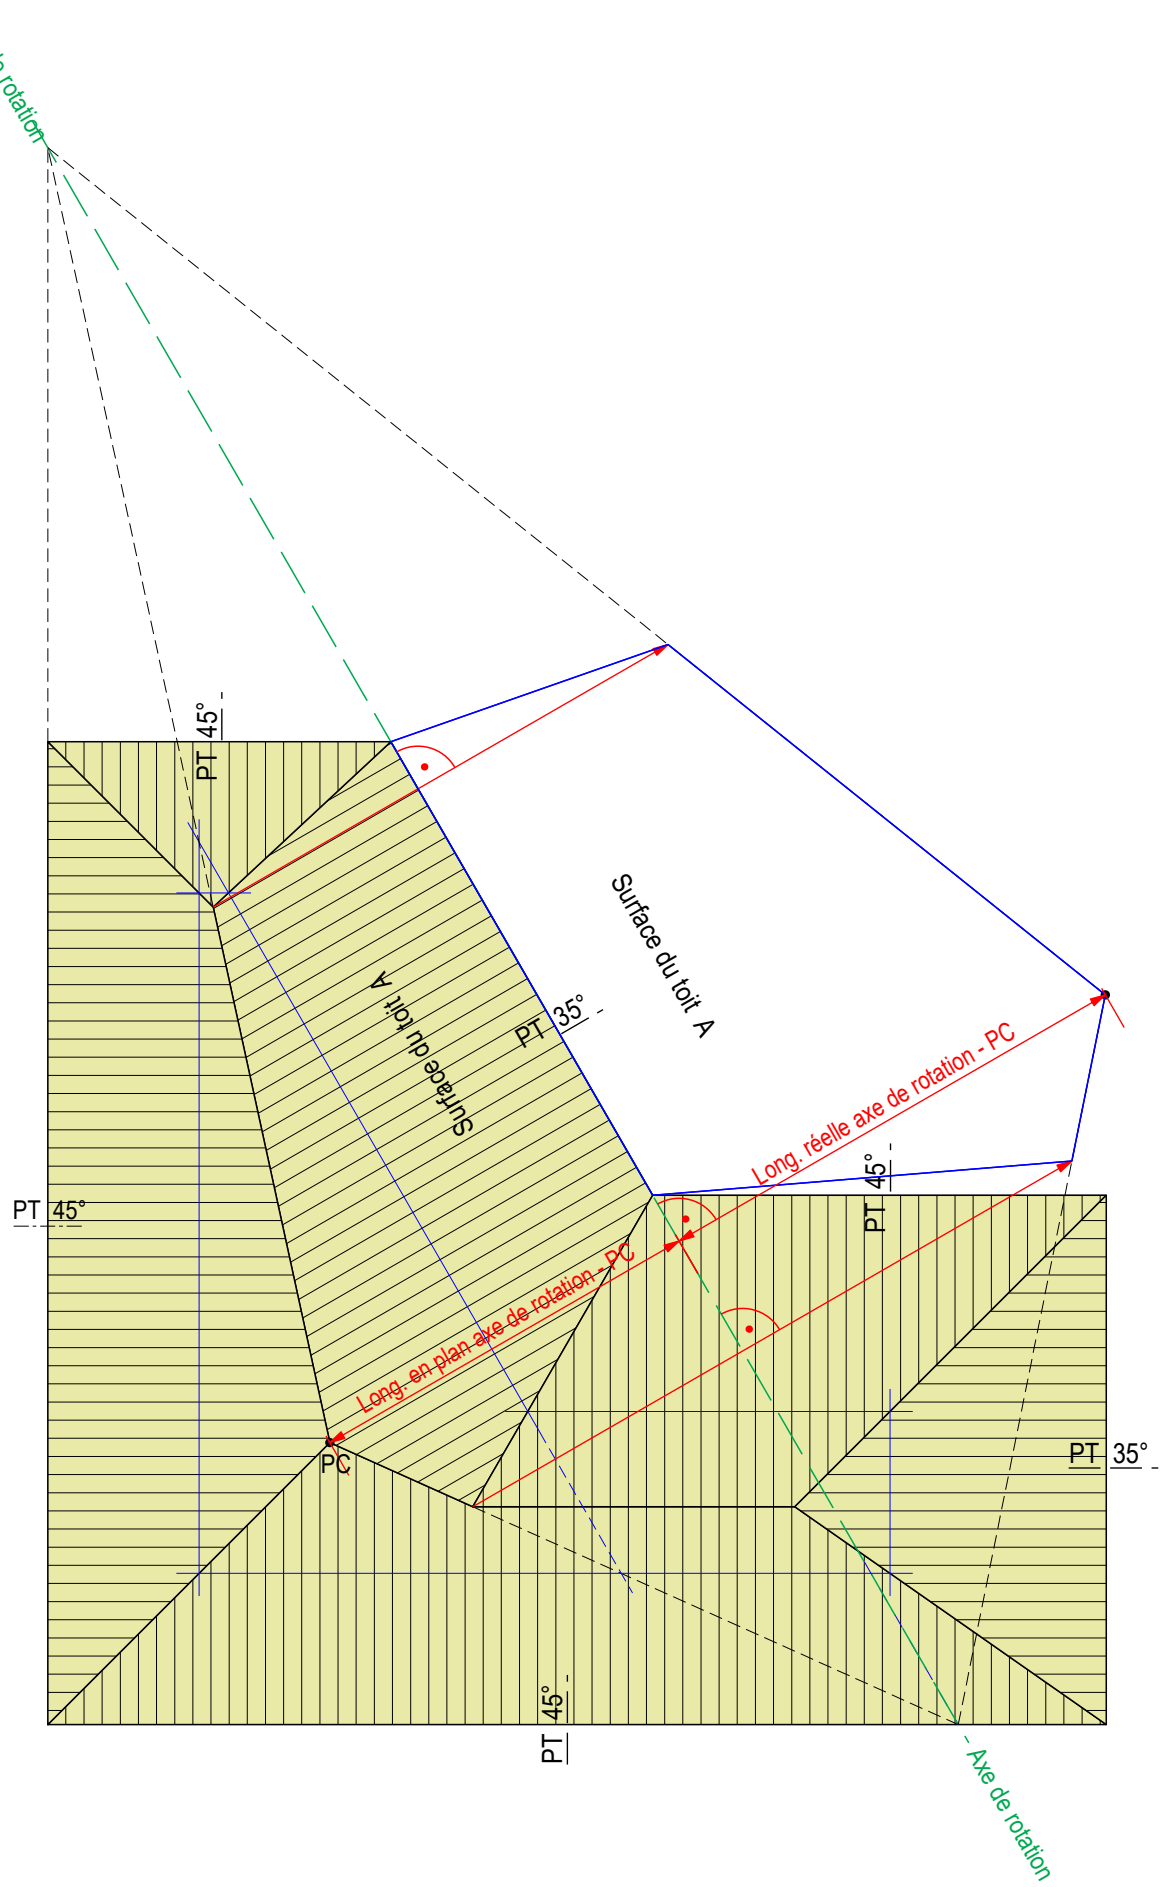 rotation
PT 45°
Surface du toit A
PT 35°
Surface du toit A
Long. réelle axe de rotation - PC
PT 45°
PT 45°
Long. en plan axe de rotation - PC
PC
PT 35°
PT 45°
- Axe de rotation